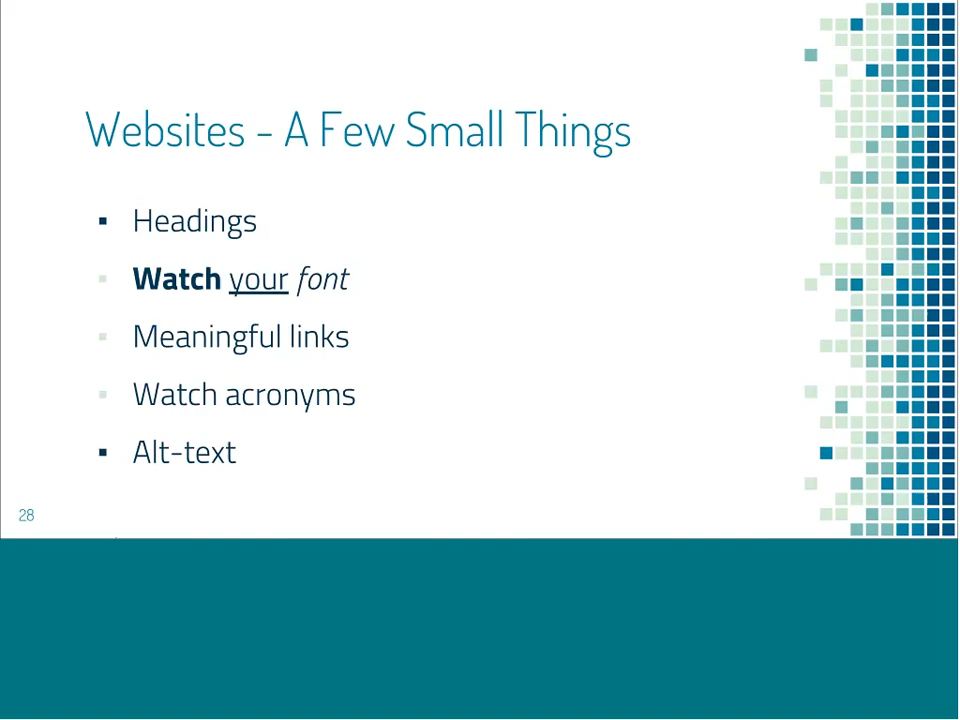 Websites - A Few Small Things
Headings
Watch your font
Meaningful links
Watch acronyms
Alt-text
28